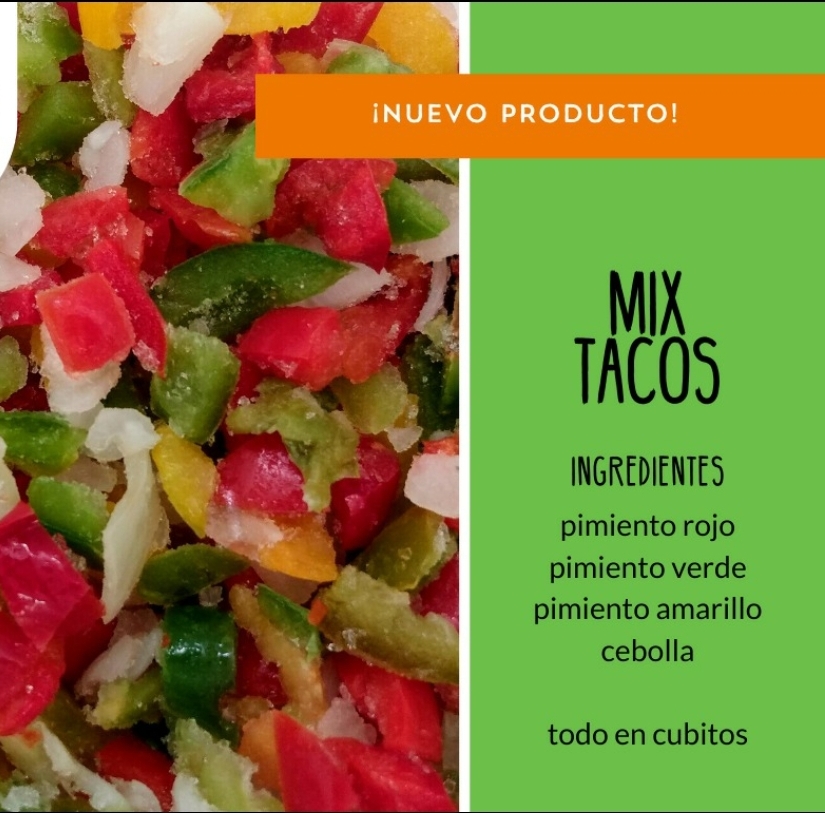 ¡NUEVO PRODUCTO!
MIX
TACOS
INGREDIENTES
pimiento rojo
pimiento verde
pimiento amarillo
cebolla
todo en cubitos